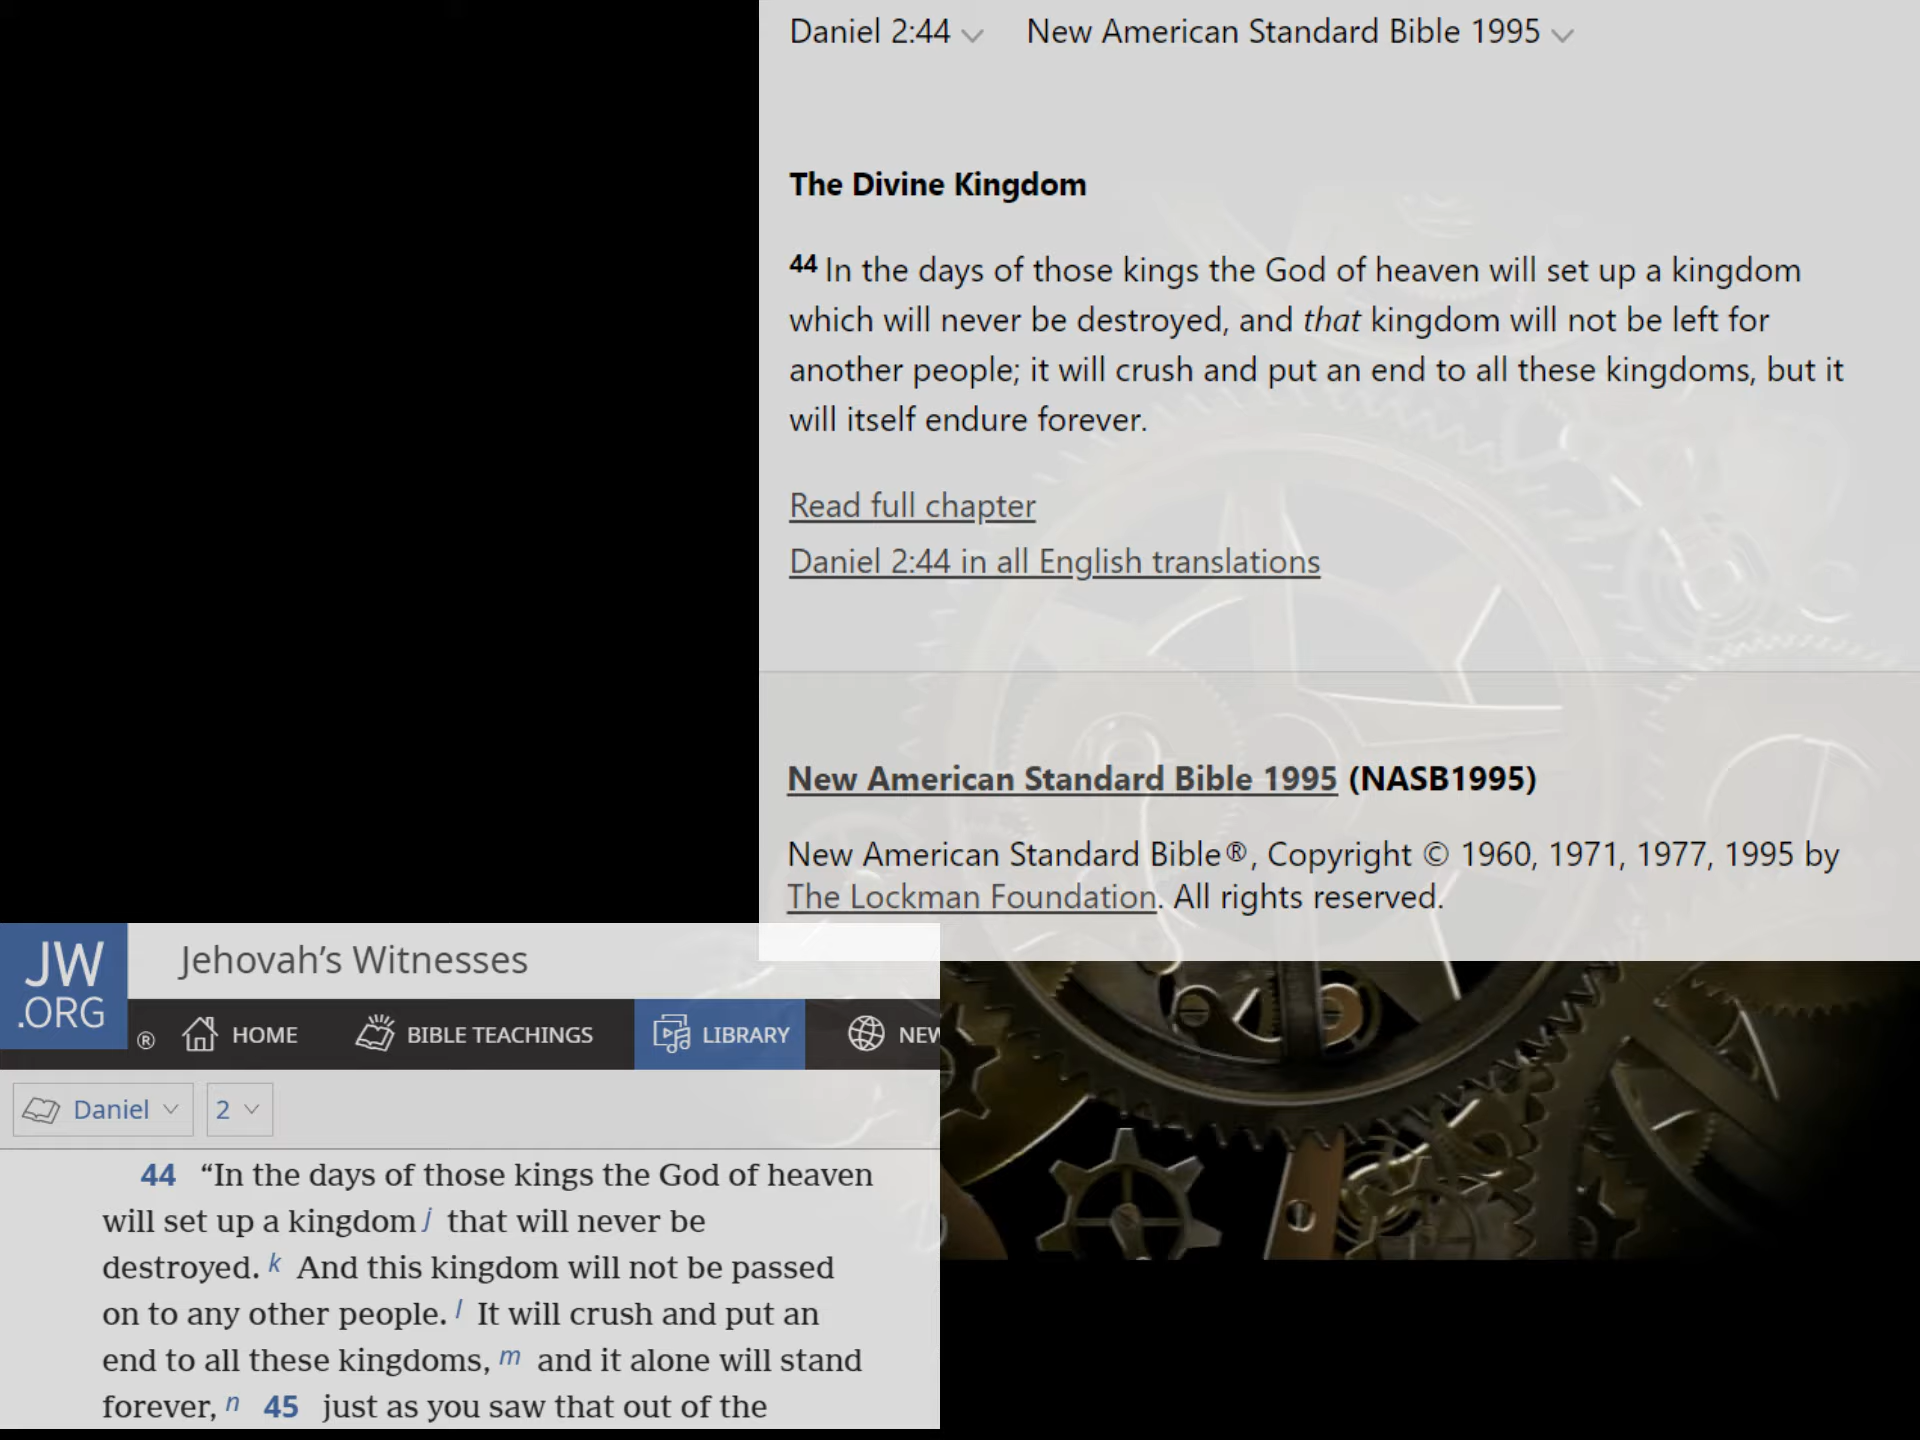 Daniel 2:44 New American Standard Bible 1995
The Divine Kingdom
44 In the days of those kings the God of heaven will set up a kingdom
which will never be destroyed, and that kingdom will not be left for
another people; it will crush and put an end to all these kingdoms, but it
will itself endure forever.
Read full chapter
Daniel 2:44 in all English translations
New American Standard Bible 1995 (NASB1995)
New American Standard Bible®, Copyright © 1960, 1971, 1977, 1995 by
The Lockman Foundation. All rights reserved.
JW
.ORG
®
Jehovah’s Witnesses
HOME BIBLE TEACHINGS LIBRARY NEW
Daniel 2
44 “In the days of those kings the God of heaven
will set up a kingdom j that will never be
destroyed. k And this kingdom will not be passed
on to any other people. l It will crush and put an
end to all these kingdoms, m and it alone will stand
forever, n 45 just as you saw that out of the